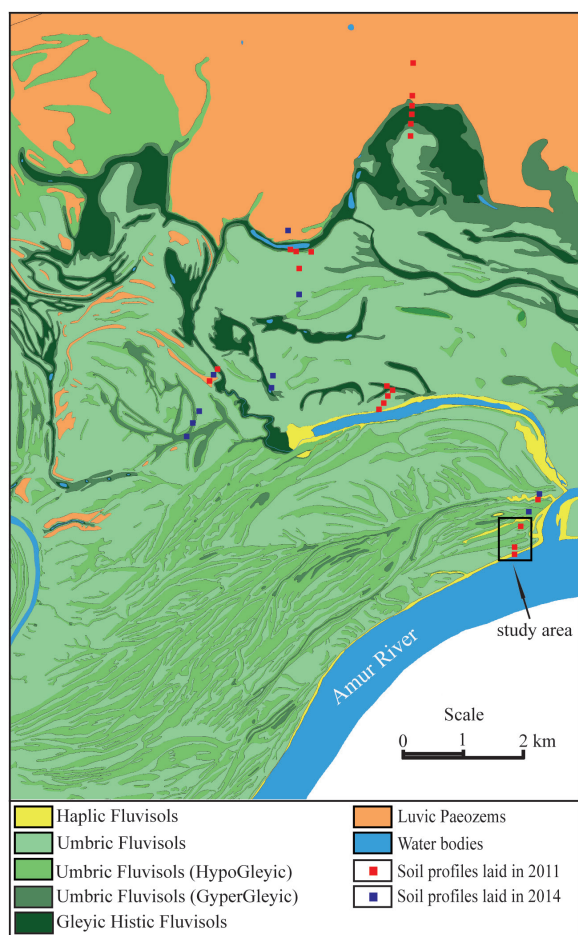 study area
Amur River
Scale
0 1 2 km
Haplic Fluvisols
Umbric Fluvisols
Umbric Fluvisols (HypoGleyic)
Umbric Fluvisols (GyperGleyic)
Gleyic Histic Fluvisols
Luvic Paeozems
Water bodies
Soil profiles laid in 2011
Soil profiles laid in 2014